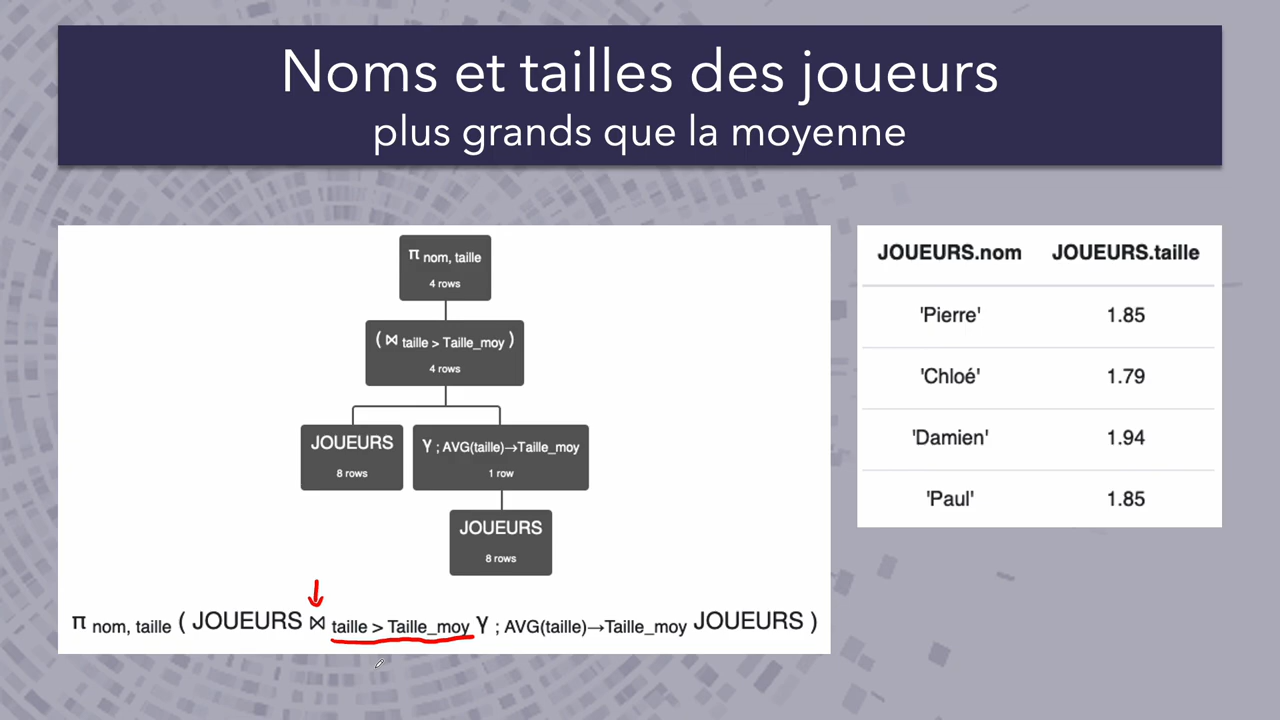 Noms et tailles des joueurs
plus grands que la moyenne
π nom, taille
4 rows
( ⋈ taille > Taille_moy )
4 rows
JOUEURS
8 rows
γ ; AVG(taille)→Taille_moy
1 row
JOUEURS
8 rows
π nom, taille ( JOUEURS ⋈ taille > Taille_moy γ ; AVG(taille)→Taille_moy JOUEURS )
JOUEURS.nom JOUEURS.taille
'Pierre' 1.85
'Chloé' 1.79
'Damien' 1.94
'Paul' 1.85